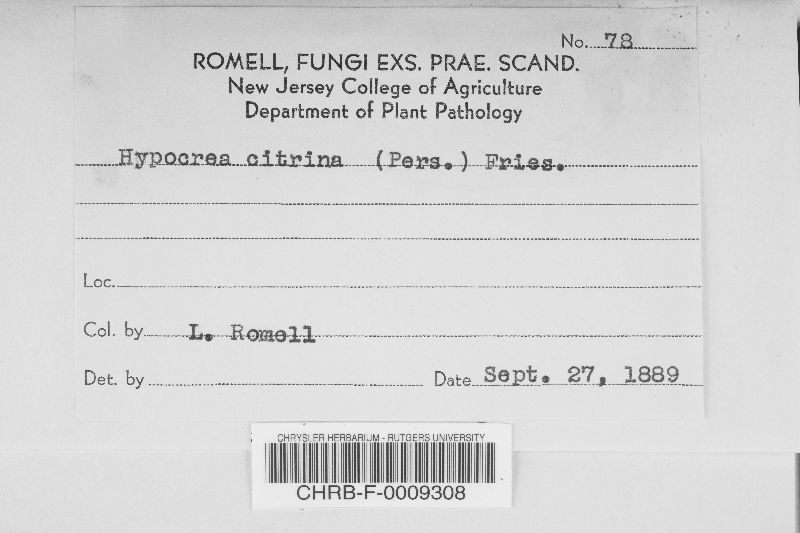 No. 78
ROMELL, FUNGI EXS. PRAE. SCAND.
New Jersey College of Agriculture
Department of Plant Pathology
Hypocrea citrina (Pers.) Fries.
Loc.
Col. by L. Romell
Det. by Date Sept. 27, 1889
CHRYSLER HERBARIUM - RUTGERS UNIVERSITY
CHRB-F-0009308